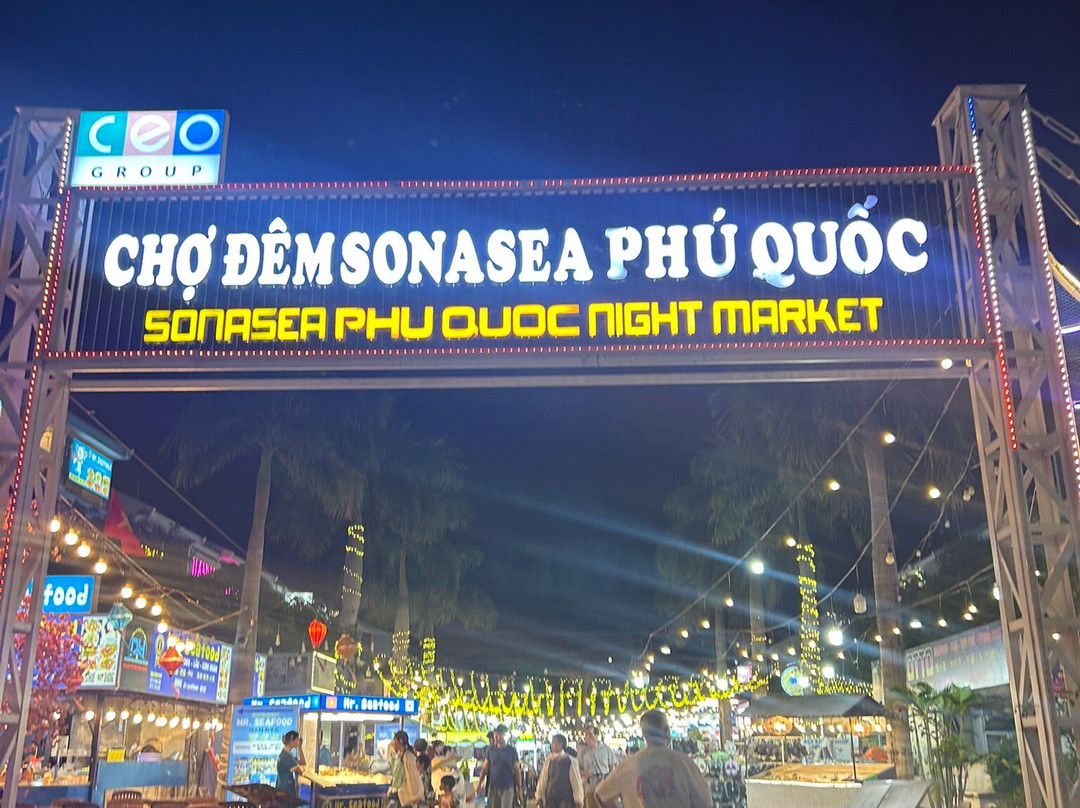 ceo
GROUP
CHỢ ĐÊM SONASEA PHÚ QUỐC
SONASEA PHU QUOC NIGHT MARKET
food
Mr. Seafood
MR. SEAFOOD